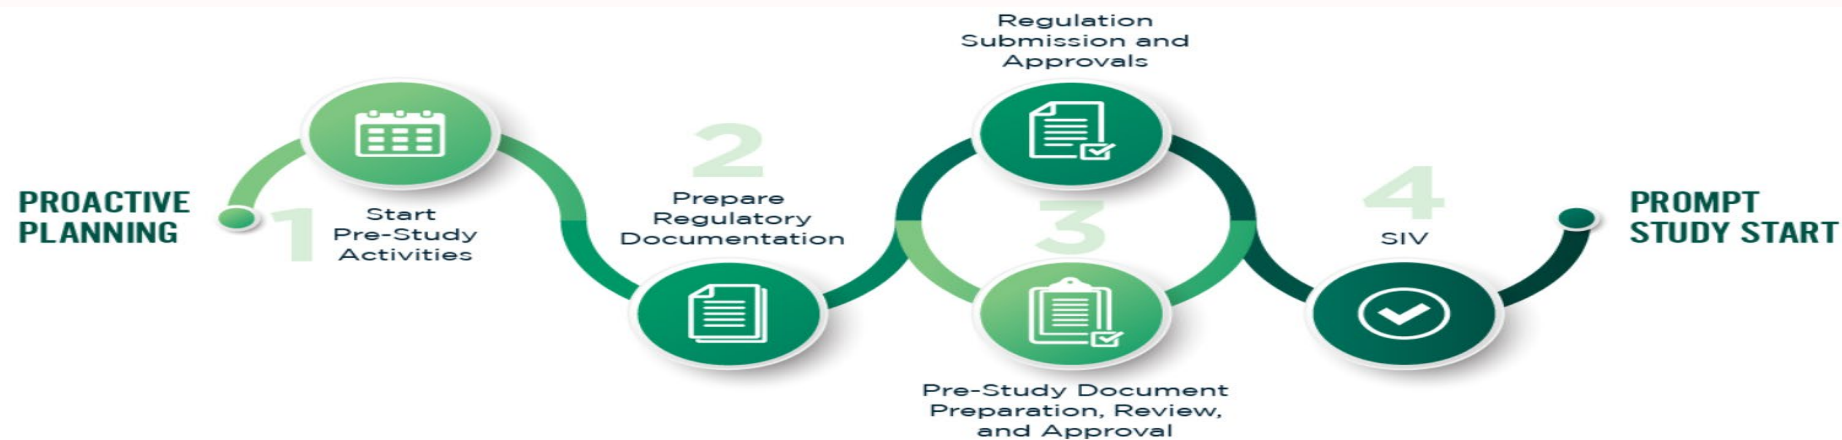 PROACTIVE
PLANNING
1
Start
Pre-Study
Activities
2
Prepare
Regulatory
Documentation
Regulation
Submission and
Approvals
3
Pre-Study Document
Preparation, Review,
and Approval
4
SIV
PROMPT
STUDY START